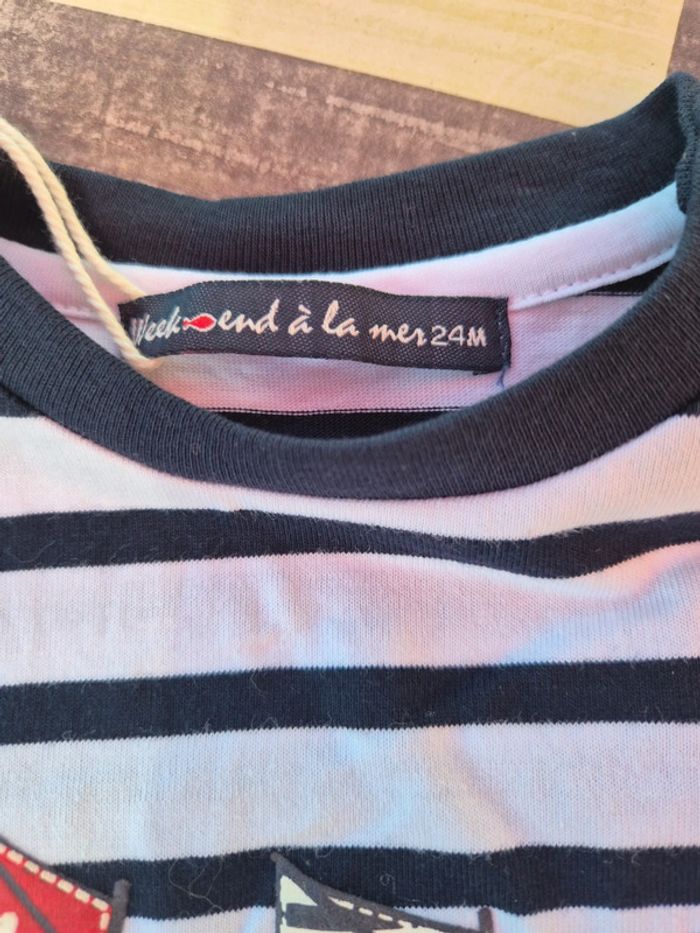 Week-end à la mer 24M